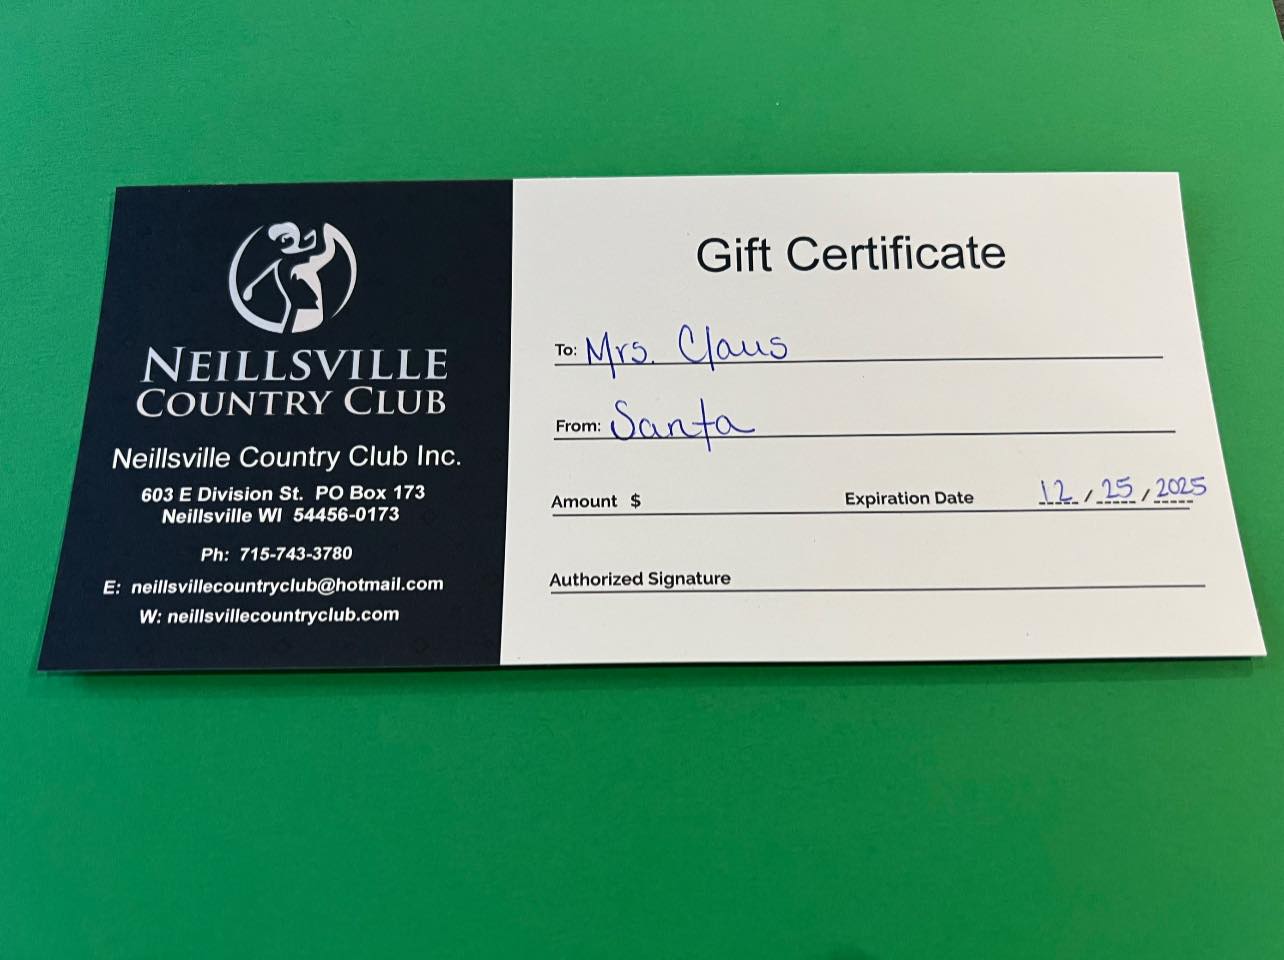 NEILLSVILLE
COUNTRY CLUB
Neillsville Country Club Inc.
603 E Division St.  PO Box 173
Neillsville WI  54456-0173
Ph:  715-743-3780
E:  neillsvillecountryclub@hotmail.com
W: neillsvillecountryclub.com
Gift Certificate
To: Mrs. Claus
From: Santa
Amount  $ Expiration Date 12 / 25 / 2025
Authorized Signature